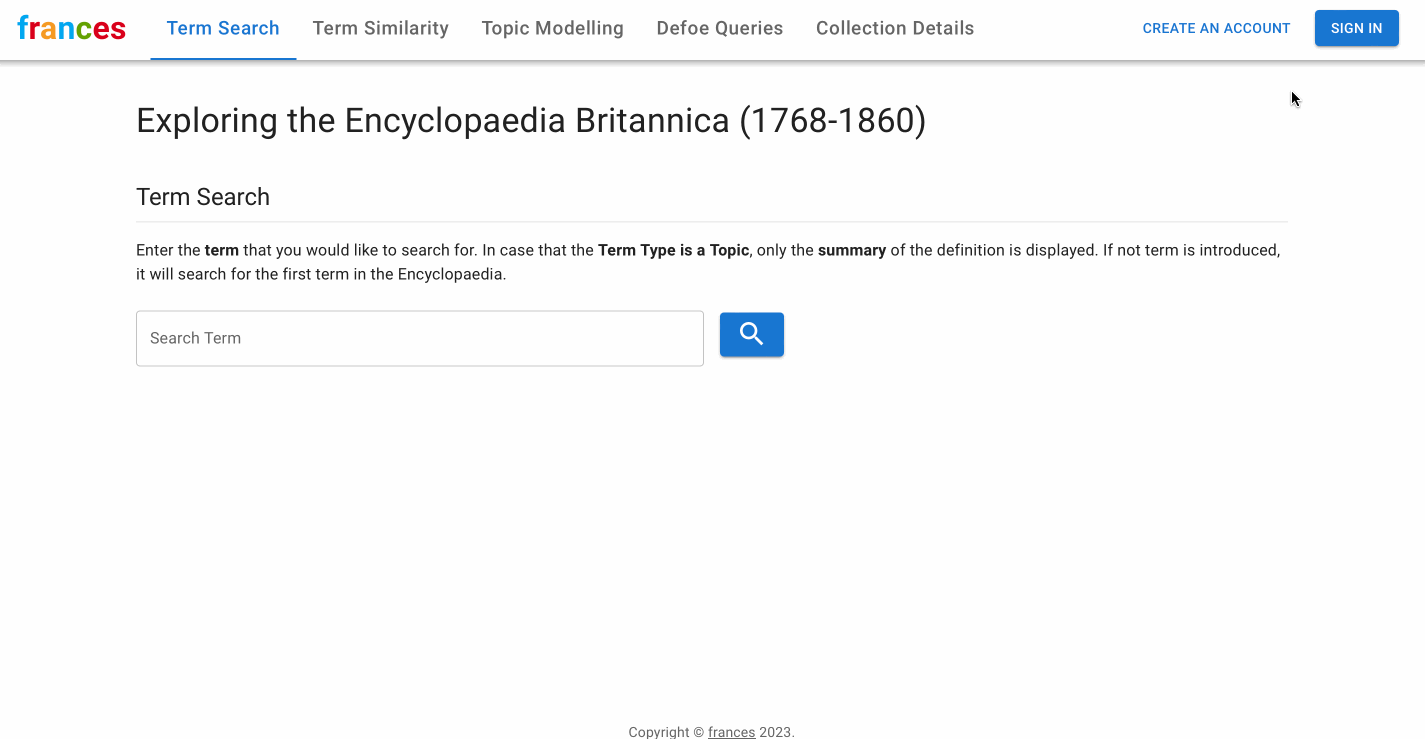 frances Term Search Term Similarity Topic Modelling Defoe Queries Collection Details CREATE AN ACCOUNT SIGN IN
Exploring the Encyclopaedia Britannica (1768-1860)
Term Search
Enter the term that you would like to search for. In case that the Term Type is a Topic, only the summary of the definition is displayed. If not term is introduced,
it will search for the first term in the Encyclopaedia.
Search Term
Copyright © frances 2023.